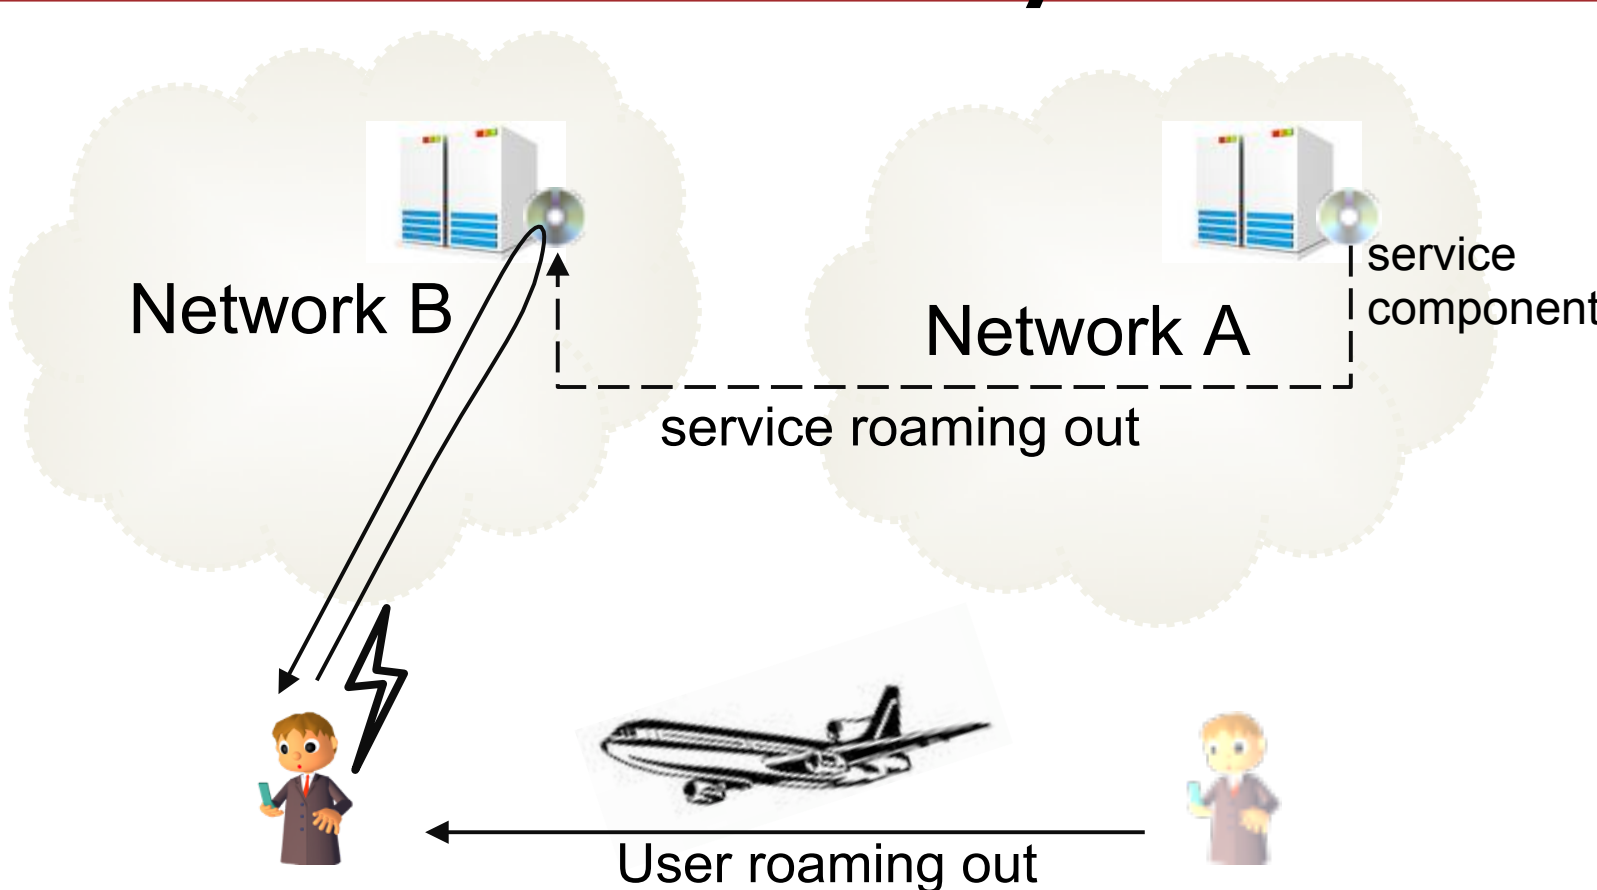 service
component
Network B
Network A
service roaming out
User roaming out